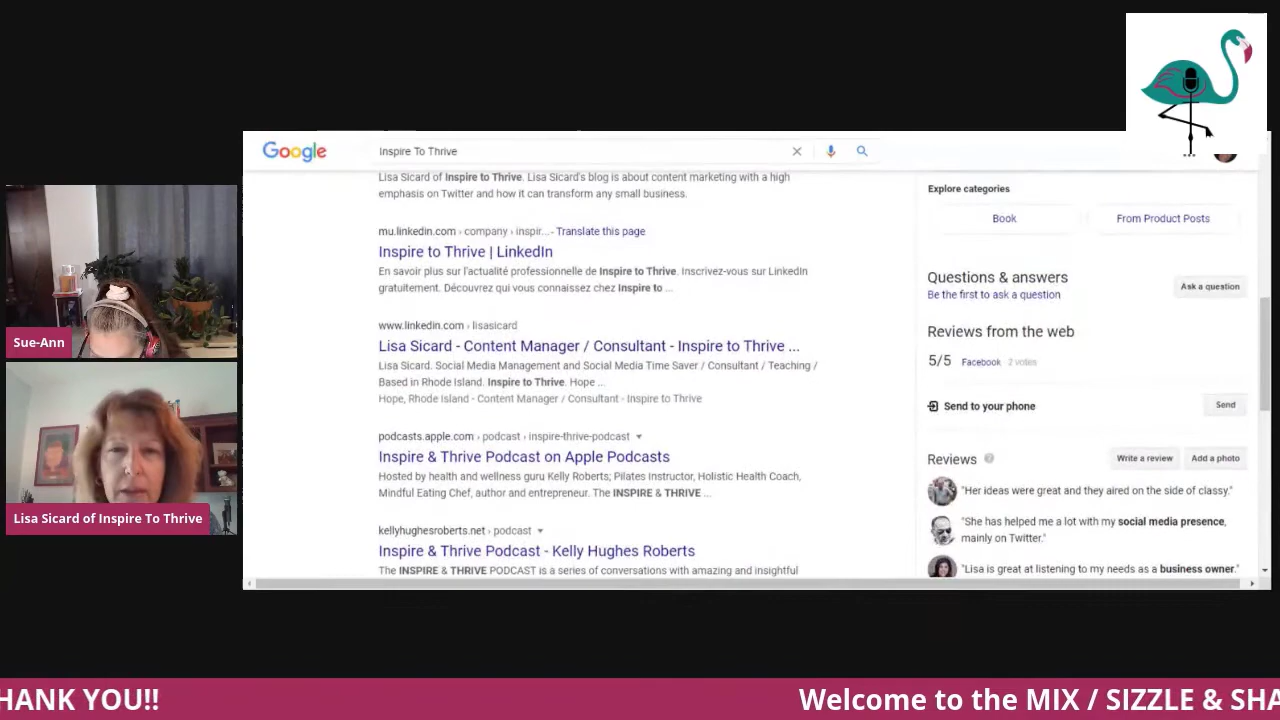 Google
Inspire To Thrive
Lisa Sicard of Inspire to Thrive. Lisa Sicard's blog is about content marketing with a high
emphasis on Twitter and how it can transform any small business.
mu.linkedin.com › company › inspir... - Translate this page
Inspire to Thrive | LinkedIn
En savoir plus sur l'actualité professionnelle de Inspire to Thrive. Inscrivez-vous sur LinkedIn
gratuitement. Découvrez qui vous connaissez chez Inspire to ...
www.linkedin.com › lisasicard
Lisa Sicard - Content Manager / Consultant - Inspire to Thrive ...
Lisa Sicard. Social Media Management and Social Media Time Saver / Consultant / Teaching /
Based in Rhode Island. Inspire to Thrive. Hope ...
Hope, Rhode Island - Content Manager / Consultant - Inspire to Thrive
podcasts.apple.com › podcast › inspire-thrive-podcast
Inspire & Thrive Podcast on Apple Podcasts
Hosted by health and wellness guru Kelly Roberts; Pilates Instructor, Holistic Health Coach,
Mindful Eating Chef, author and entrepreneur. The INSPIRE & THRIVE ...
kellyhughesroberts.net › podcast
Inspire & Thrive Podcast - Kelly Hughes Roberts
The INSPIRE & THRIVE PODCAST is a series of conversations with amazing and insightful
Explore categories
Book
From Product Posts
Questions & answers
Be the first to ask a question
Ask a question
Reviews from the web
5/5 Facebook · 2 votes
Send to your phone
Send
Reviews
Write a review
Add a photo
"Her ideas were great and they aired on the side of classy."
"She has helped me a lot with my social media presence,
mainly on Twitter."
"Lisa is great at listening to my needs as a business owner."
Sue-Ann
Lisa Sicard of Inspire To Thrive
HANK YOU!!
Welcome to the MIX / SIZZLE & SHA